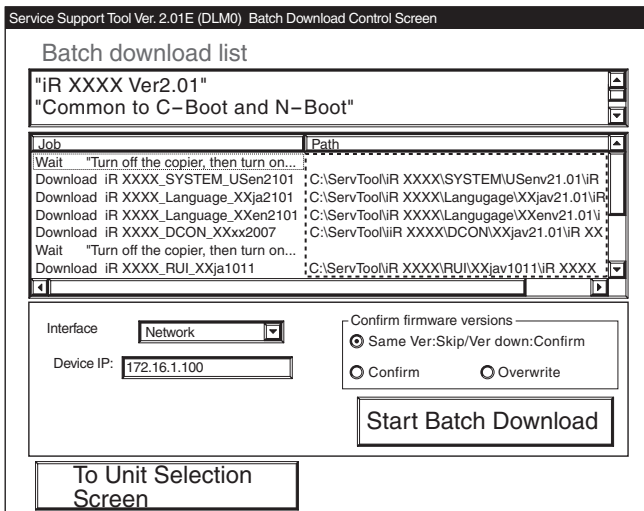 Service Support Tool Ver. 2.01E (DLM0) Batch Download Control Screen
Batch download list
"iR XXXX Ver2.01"
"Common to C-Boot and N-Boot"
Job Path
Wait "Turn off the copier, then turn on...
Download iR XXXX_SYSTEM_USen2101 C:\ServTool\iR XXXX\SYSTEM\USenv21.01\iR
Download iR XXXX_Language_XXja2101 C:\ServTool\iR XXXX\Langugage\XXjav21.01\iR
Download iR XXXX_Language_XXen2101 C:\ServTool\iR XXXX\Langugage\XXenv21.01\i
Download iR XXXX_DCON_XXxx2007 C:\ServTool\iiR XXXX\DCON\XXjav21.01\iR XX
Wait "Turn off the copier, then turn on...
Download iR XXXX_RUI_XXja1011 C:\ServTool\iR XXXX\RUI\XXjav1011\iR XXXX
Interface Network
Device IP: 172.16.1.100
Confirm firmware versions
Same Ver:Skip/Ver down:Confirm
Confirm Overwrite
Start Batch Download
To Unit Selection
Screen